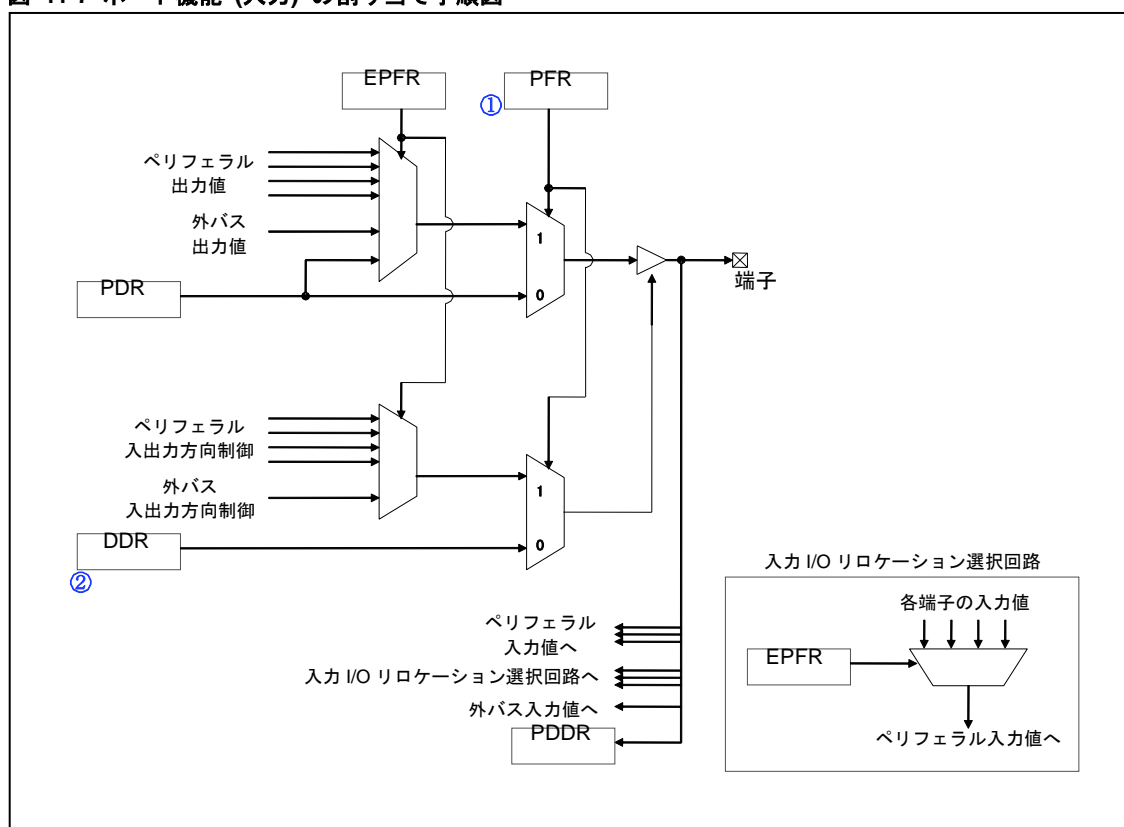 EPFR
PFR
①
ペリフェラル
出力値
外バス
出力値
1
0
PDR
端子
ペリフェラル
入出力方向制御
外バス
入出力方向制御
1
0
DDR
②
入力 I/O リロケーション選択回路
各端子の入力値
EPFR
ペリフェラル入力値へ
ペリフェラル
入力値へ
入力 I/O リロケーション選択回路へ
外バス入力値へ
PDDR